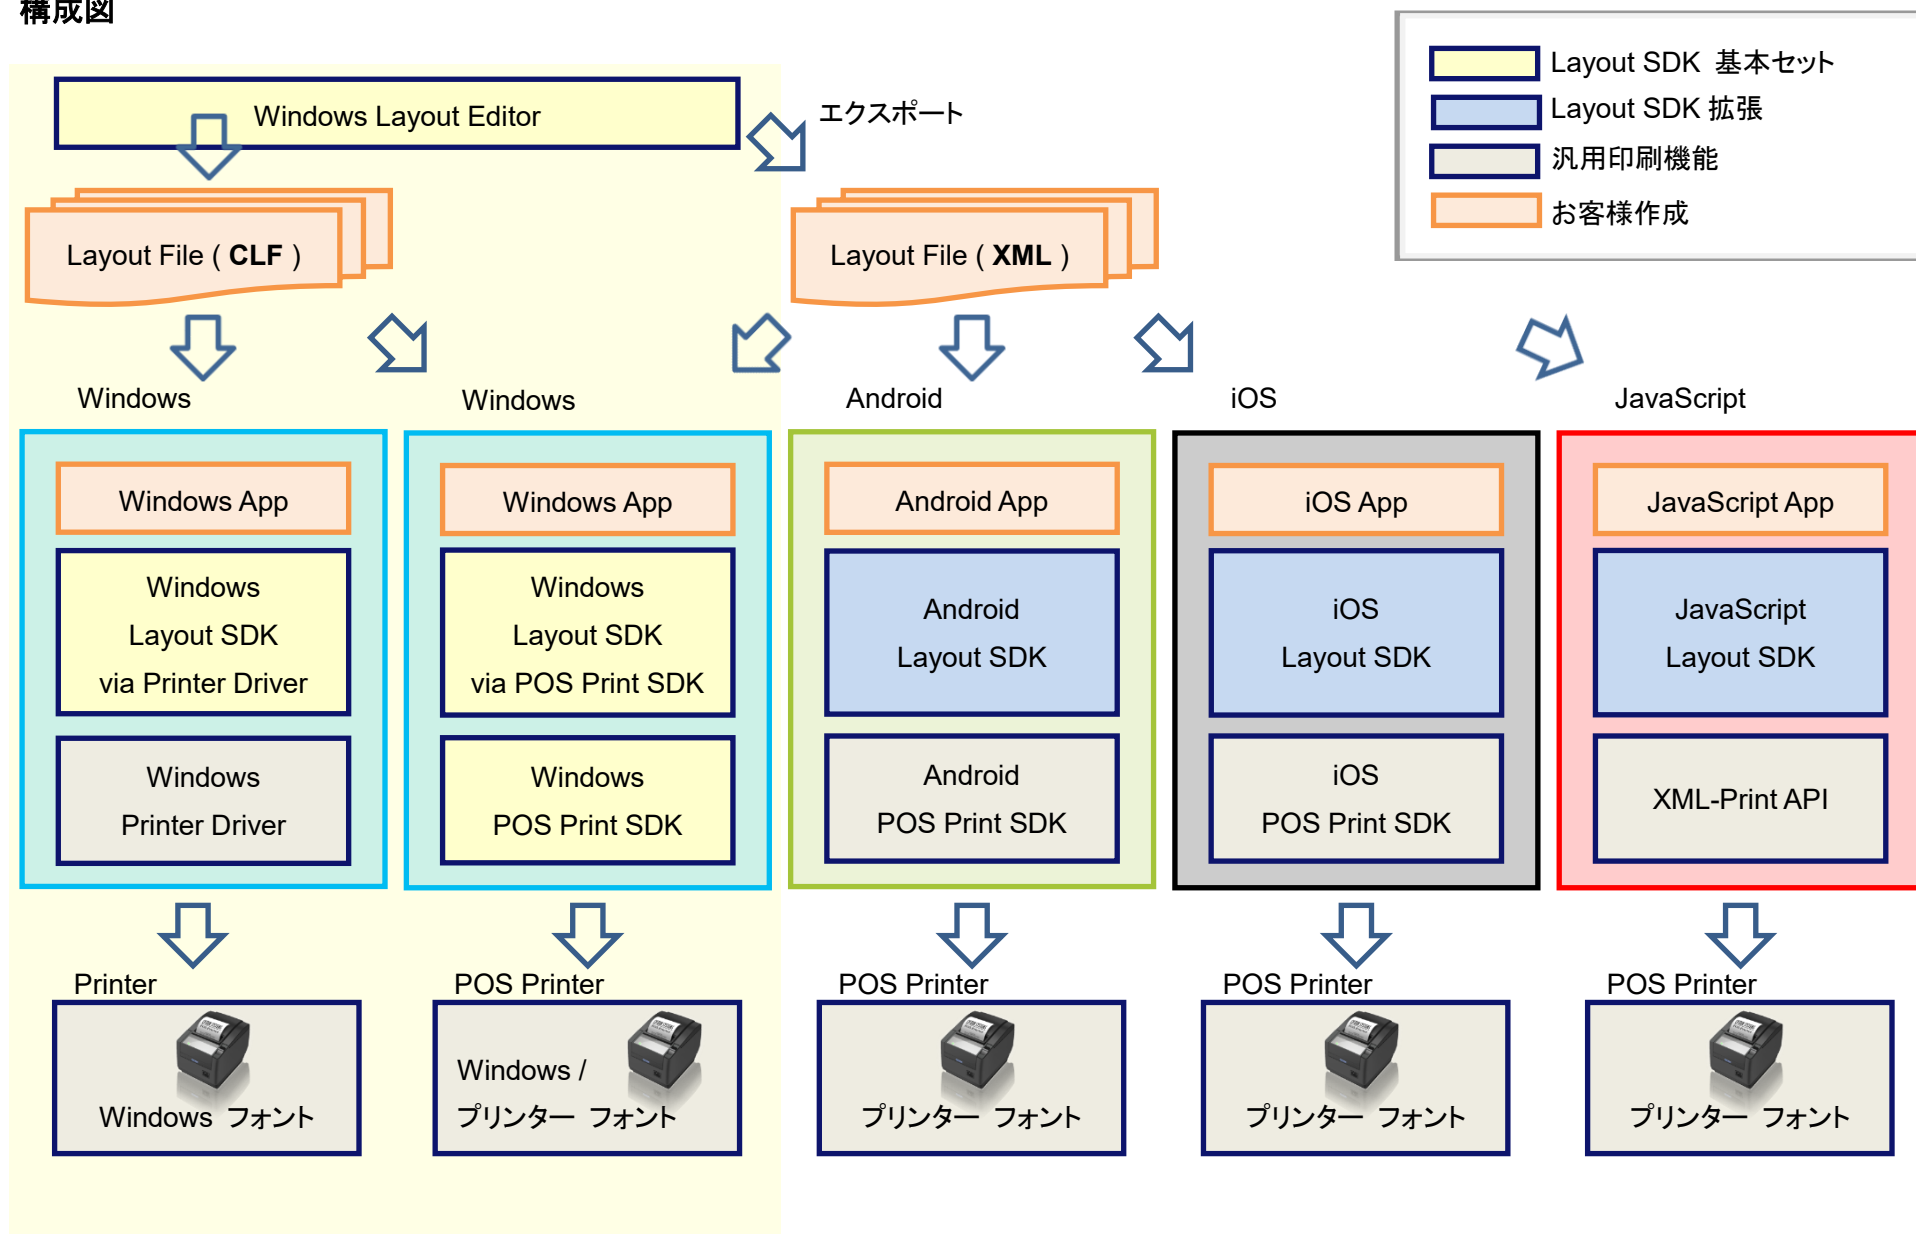 構成図
Layout SDK 基本セット
Layout SDK 拡張
汎用印刷機能
お客様作成
Windows Layout Editor
エクスポート
Layout File ( CLF )
Layout File ( XML )
Windows
Windows
Android
iOS
JavaScript
Windows App
Windows
Layout SDK
via Printer Driver
Windows
Printer Driver
Windows App
Windows
Layout SDK
via POS Print SDK
Windows
POS Print SDK
Android App
Android
Layout SDK
Android
POS Print SDK
iOS App
iOS
Layout SDK
iOS
POS Print SDK
JavaScript App
JavaScript
Layout SDK
XML-Print API
Printer
Windows フォント
POS Printer
Windows /
プリンター フォント
POS Printer
プリンター フォント
POS Printer
プリンター フォント
POS Printer
プリンター フォント